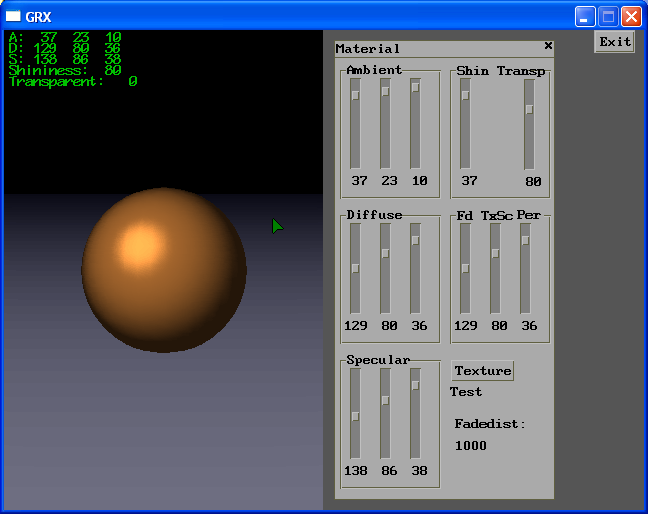 GRX
A: 37 23 10
D: 129 80 36
S: 138 86 38
Shininess: 80
Transparent: 0
Exit
Material
Ambient
37 23 10
Shin Transp
37 80
Diffuse
129 80 36
Fd TxSc Per
129 80 36
Specular
138 86 38
Texture
Test
Fadedist:
1000